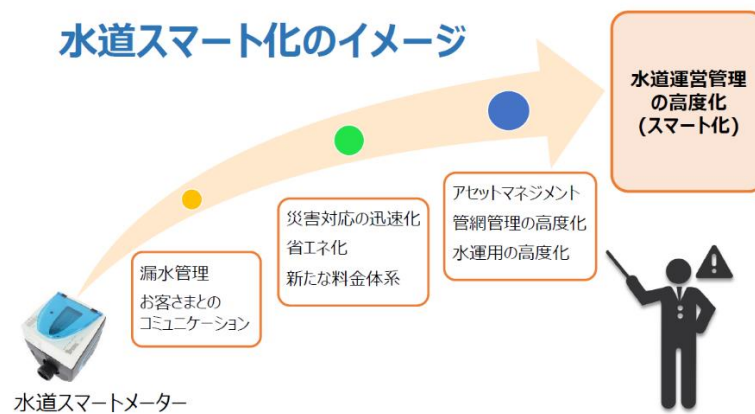 水道スマート化のイメージ
水道運営管理
の高度化
(スマート化)
アセットマネジメント
管網管理の高度化
水運用の高度化
災害対応の迅速化
省エネ化
新たな料金体系
漏水管理
お客さまとの
コミュニケーション
水道スマートメーター